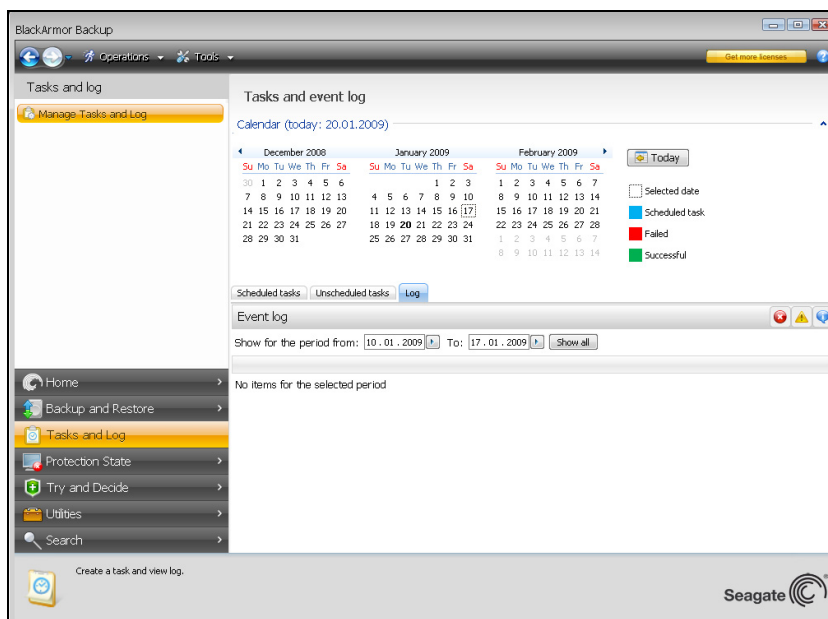 BlackArmor Backup
Operations Tools Get more licenses ?
Tasks and log
Manage Tasks and Log
Tasks and event log
Calendar (today: 20.01.2009)
December 2008 January 2009 February 2009
Su Mo Tu We Th Fr Sa Su Mo Tu We Th Fr Sa Su Mo Tu We Th Fr Sa
30 1 2 3 4 5 6 1 2 3 1 2 3 4 5 6 7
7 8 9 10 11 12 13 4 5 6 7 8 9 10 8 9 10 11 12 13 14
14 15 16 17 18 19 20 11 12 13 14 15 16 17 15 16 17 18 19 20 21
21 22 23 24 25 26 27 18 19 20 21 22 23 24 22 23 24 25 26 27 28
28 29 30 31 25 26 27 28 29 30 31 1 2 3 4 5 6 7
8 9 10 11 12 13 14
Today
Selected date
Scheduled task
Failed
Successful
Scheduled tasks Unscheduled tasks Log
Event log
Show for the period from: 10 . 01 . 2009 To: 17 . 01 . 2009 Show all
No items for the selected period
Home
Backup and Restore
Tasks and Log
Protection State
Try and Decide
Utilities
Search
Create a task and view log.
Seagate